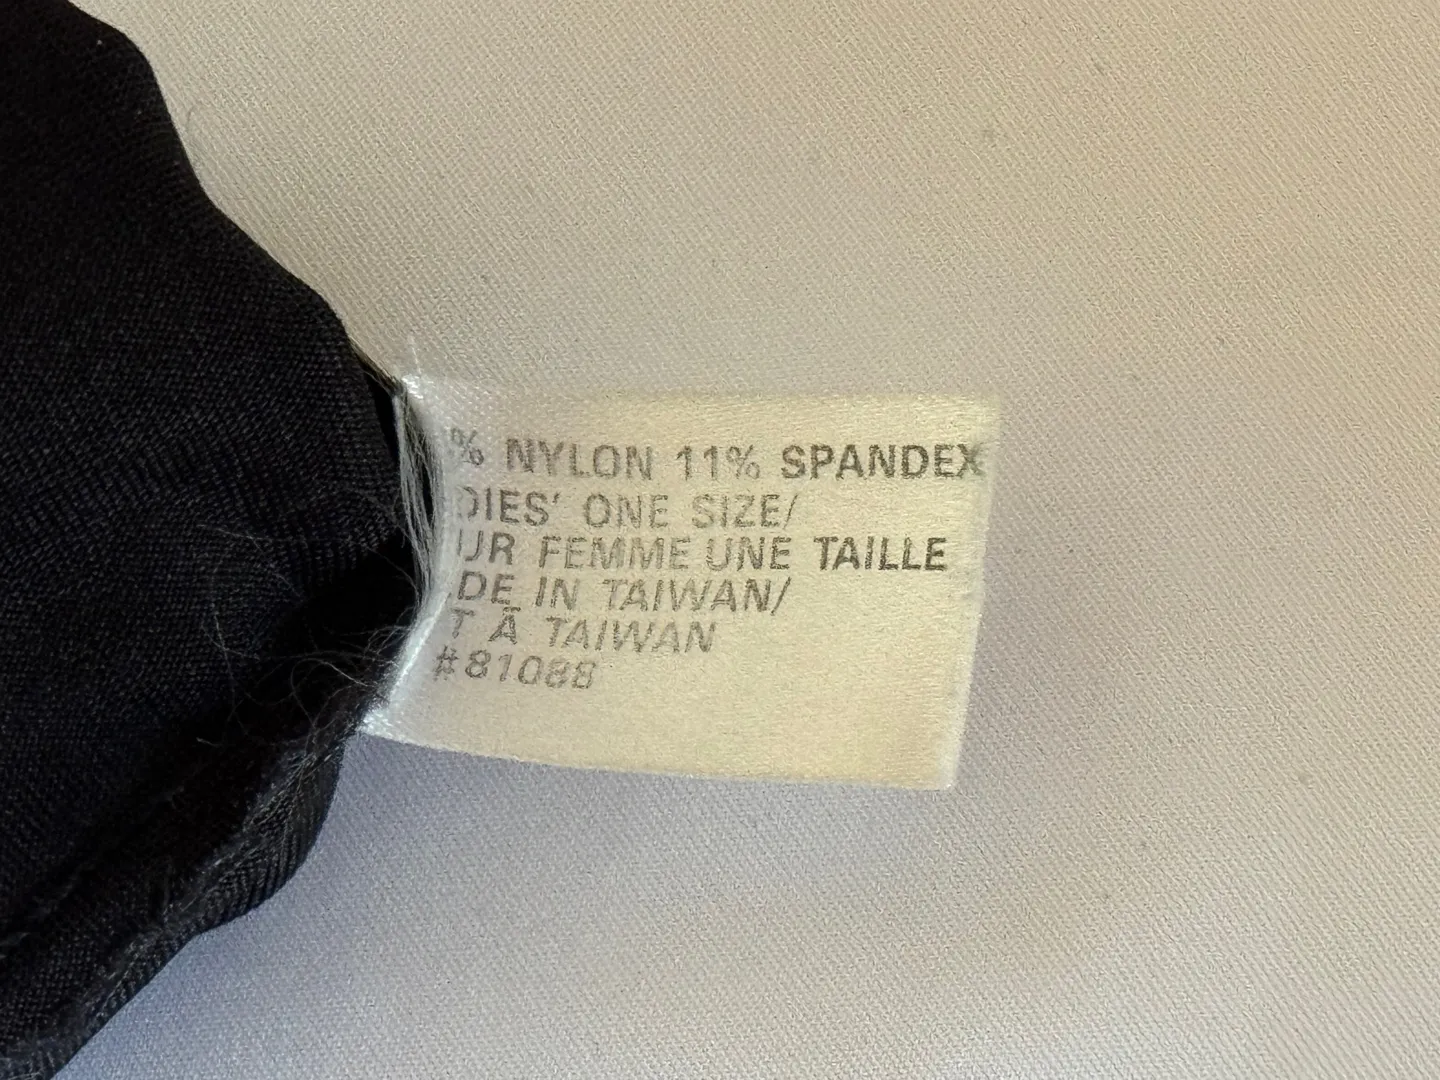 % NYLON 11% SPANDEX
DIES' ONE SIZE/
UR FEMME UNE TAILLE
DE IN TAIWAN/
T À TAIWAN
#81088